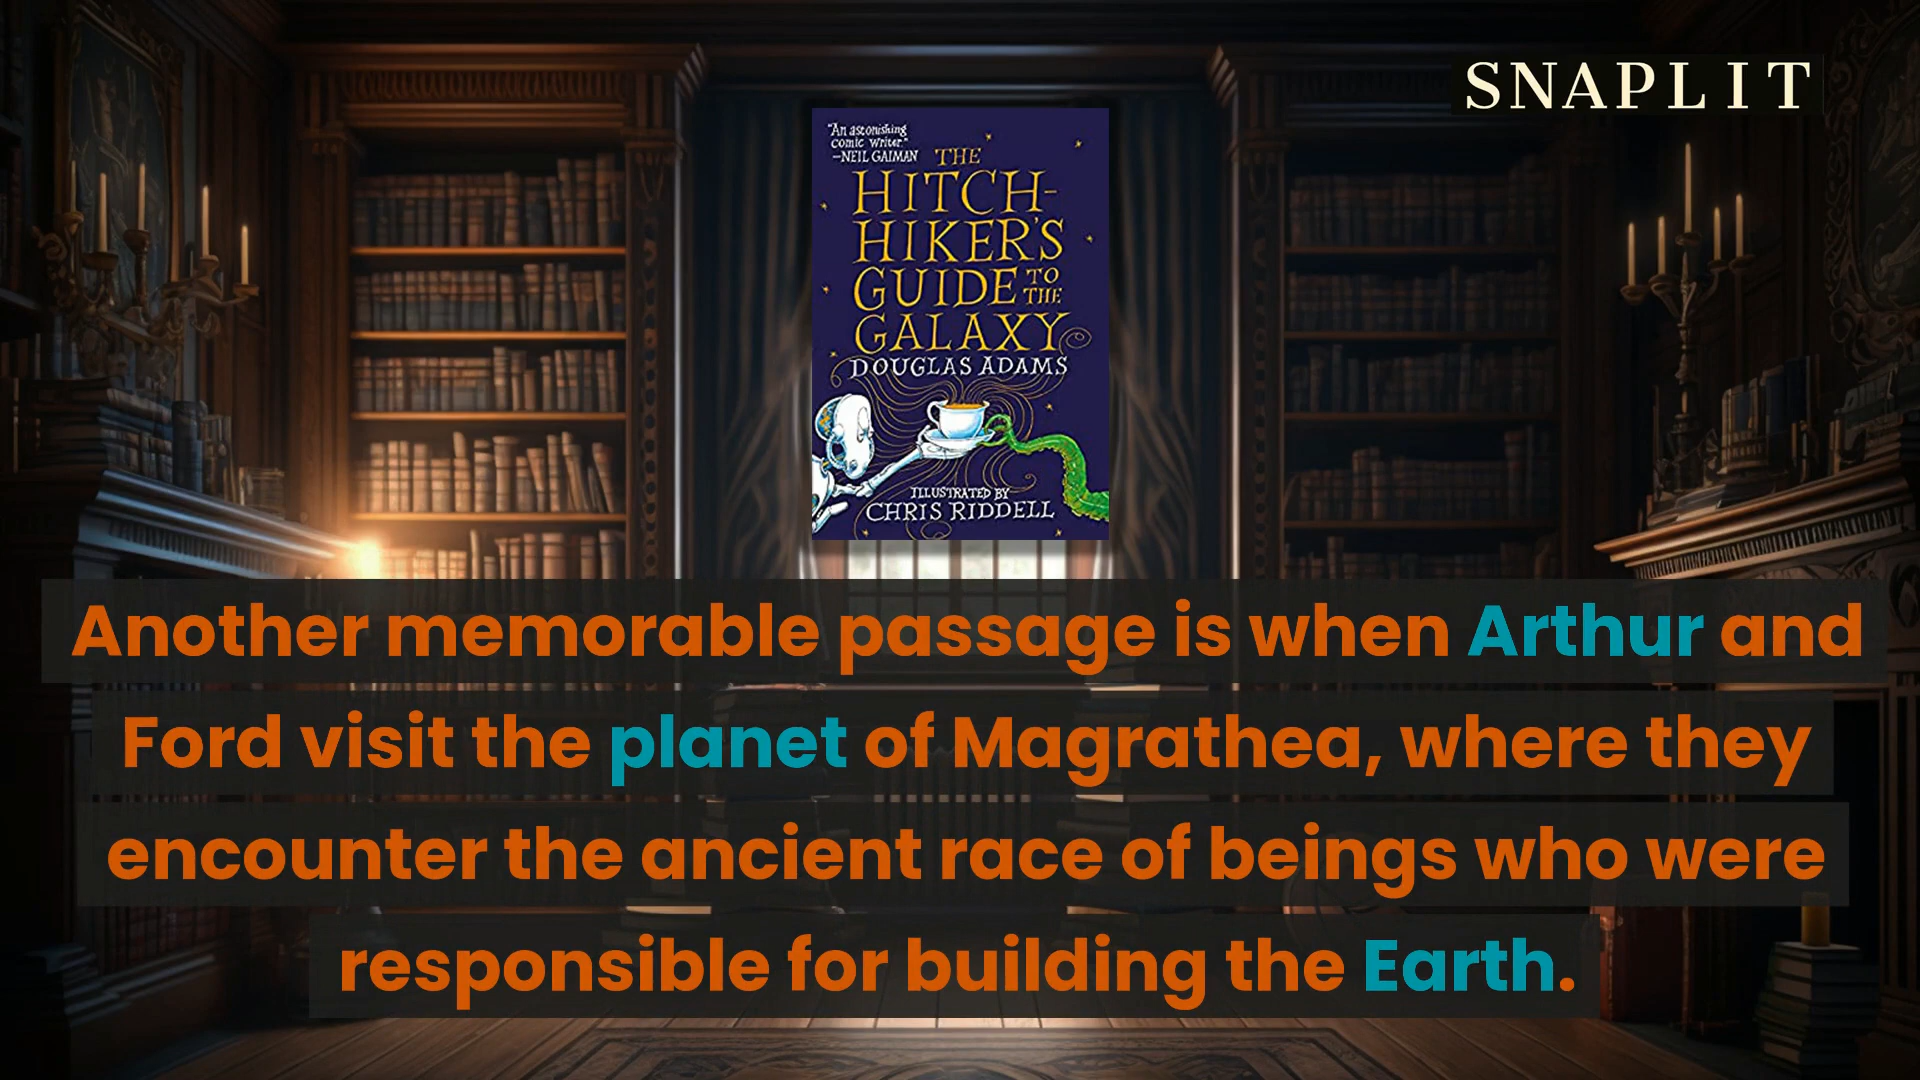 SNAPLIT
"An astonishing
comic writer."
—NEIL GAIMAN
THE
HITCH-
HIKER'S
GUIDE TO
THE
GALAXY
DOUGLAS ADAMS
ILLUSTRATED BY
CHRIS RIDDELL
Another memorable passage is when Arthur and
Ford visit the planet of Magrathea, where they
encounter the ancient race of beings who were
responsible for building the Earth.